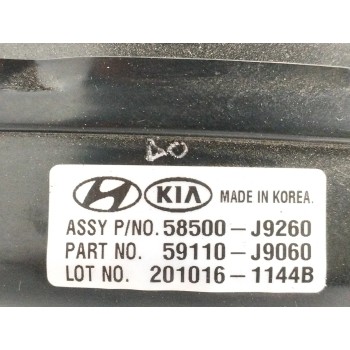 KIA MADE IN KOREA.
ASSY P/NO. 58500-J9260
PART NO. 59110-J9060
LOT NO. 201016-1144B